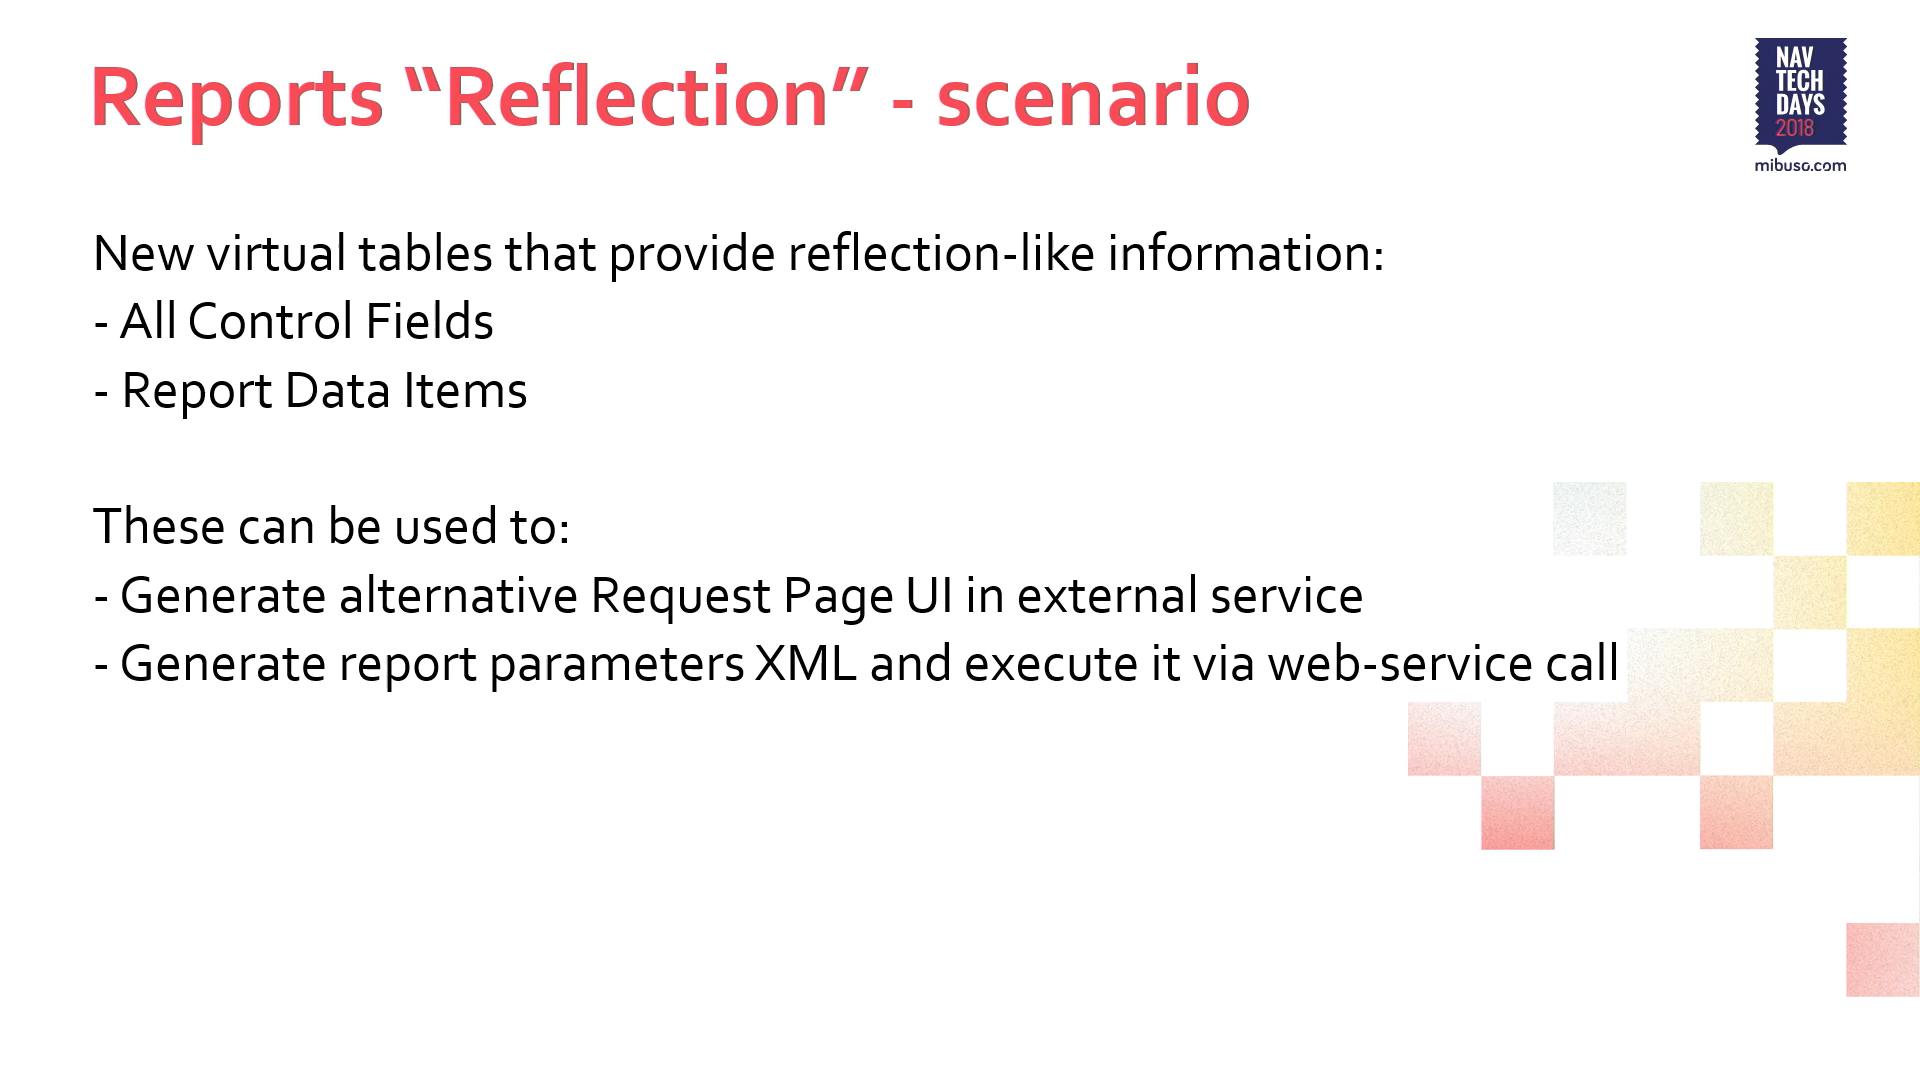 Reports “Reflection” - scenario
NAV
TECH
DAYS
2018
mibuso.com
New virtual tables that provide reflection-like information:
- All Control Fields
- Report Data Items
These can be used to:
- Generate alternative Request Page UI in external service
- Generate report parameters XML and execute it via web-service call